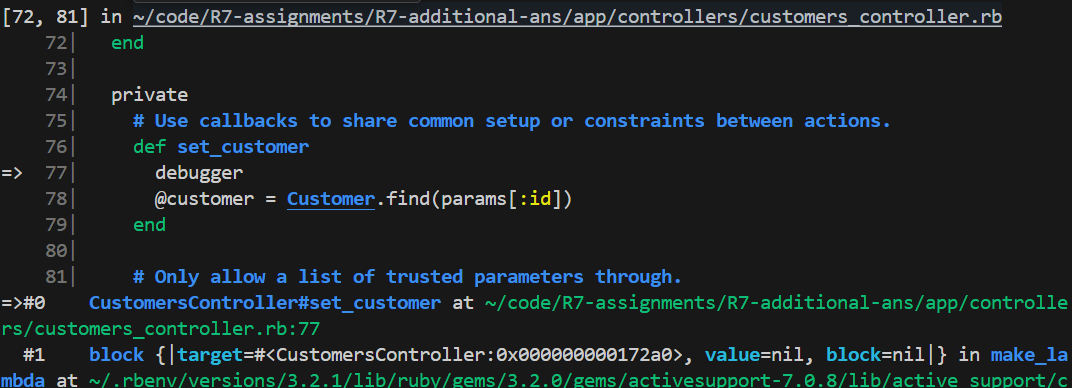 [72, 81] in ~/code/R7-assignments/R7-additional-ans/app/controllers/customers_controller.rb
72|   end
73|
74|   private
75|     # Use callbacks to share common setup or constraints between actions.
76|     def set_customer
=>  77|       debugger
78|       @customer = Customer.find(params[:id])
79|     end
80|
81|     # Only allow a list of trusted parameters through.
=>#0    CustomersController#set_customer at ~/code/R7-assignments/R7-additional-ans/app/controlle
rs/customers_controller.rb:77
#1    block {|target=#<CustomersController:0x000000000172a0>, value=nil, block=nil|} in make_la
mbda at ~/.rbenv/versions/3.2.1/lib/ruby/gems/3.2.0/gems/activesupport-7.0.8/lib/active_support/c